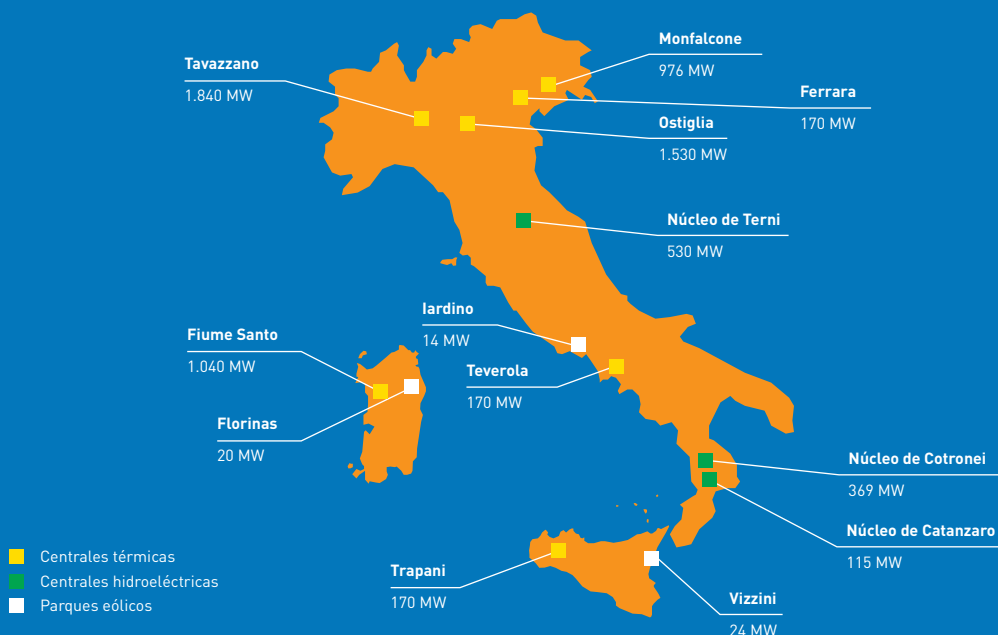 Monfalcone
976 MW
Tavazzano
1.840 MW
Ferrara
170 MW
Ostiglia
1.530 MW
Núcleo de Terni
530 MW
Iardino
14 MW
Fiume Santo
1.040 MW
Teverola
170 MW
Florinas
20 MW
Núcleo de Cotronei
369 MW
Núcleo de Catanzaro
115 MW
Centrales térmicas
Centrales hidroeléctricas
Parques eólicos
Trapani
170 MW
Vizzini
24 MW